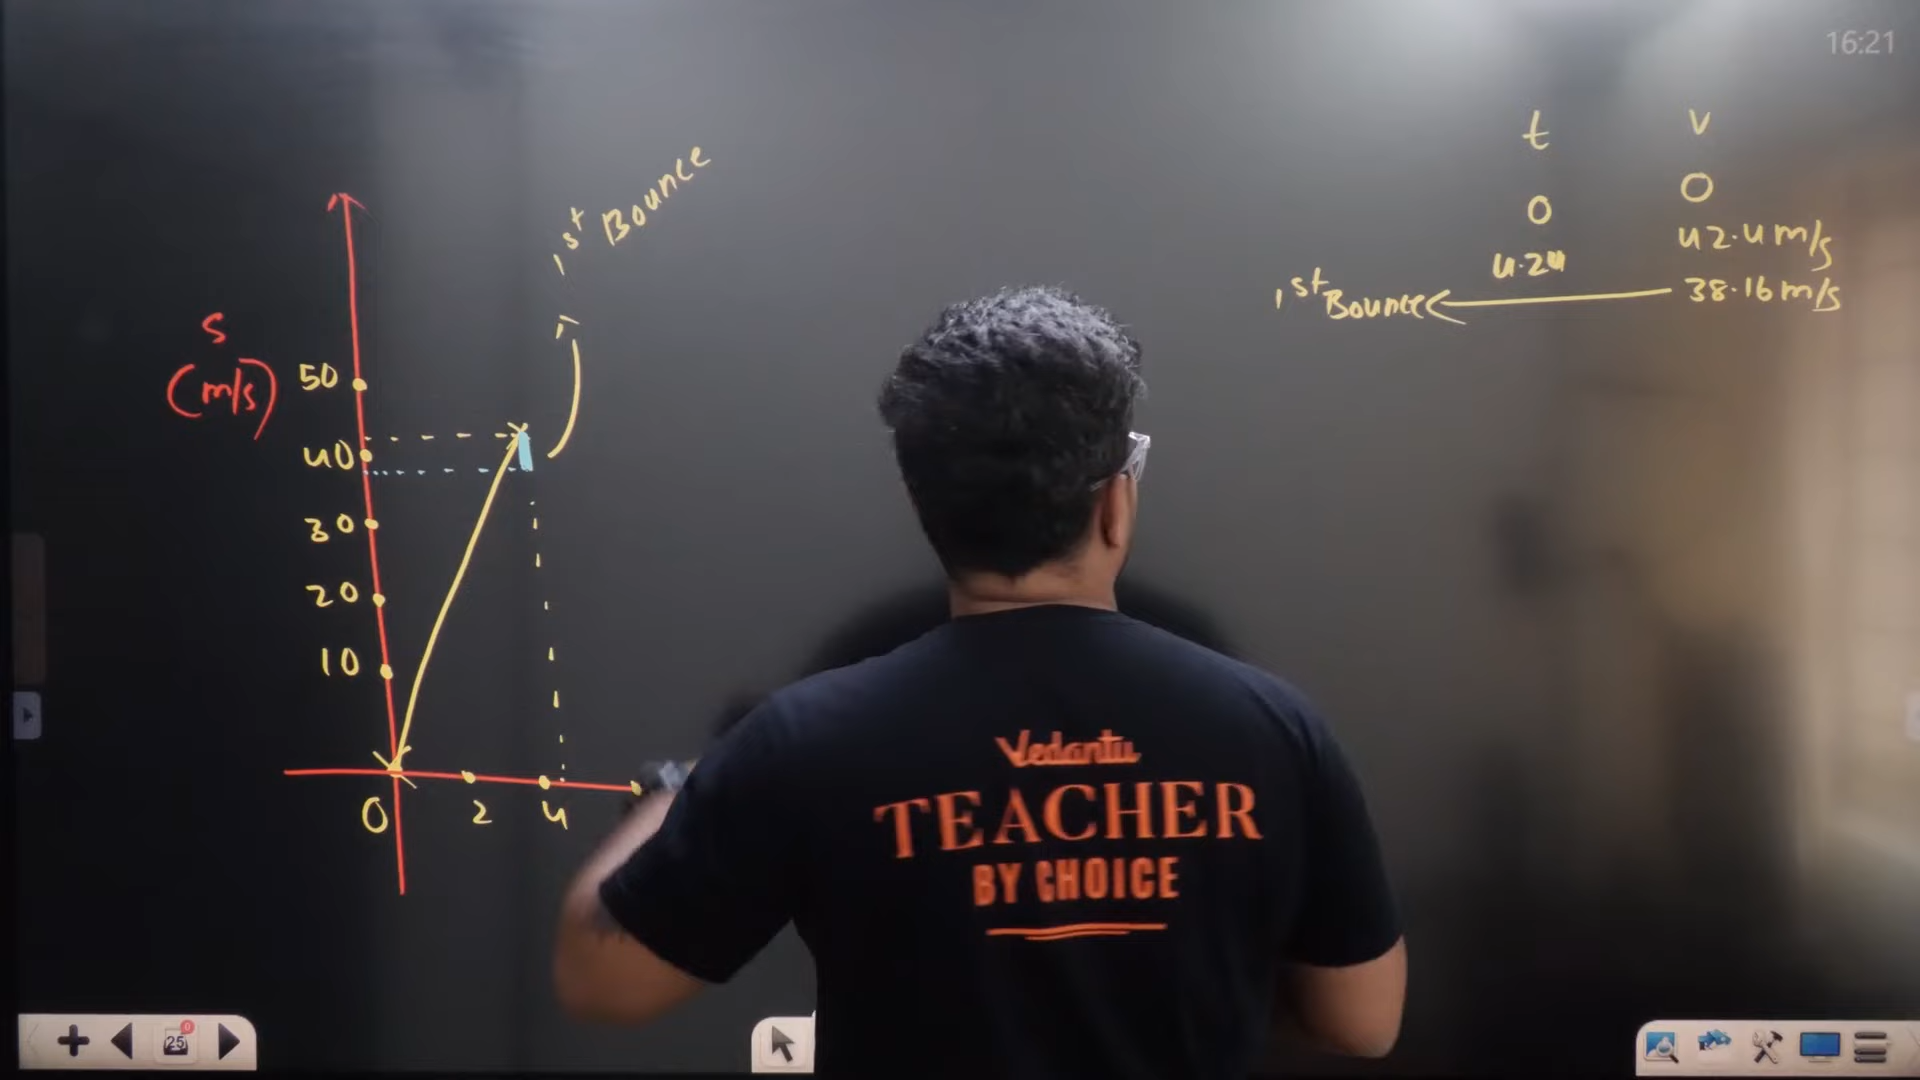 16:21
t v
0 0
4.24 42.4 m/s
1st Bounce 38.16 m/s
1st Bounce
s
(m/s)
50
40
30
20
10
0 2 4
Vedantu
TEACHER
BY CHOICE
25
0